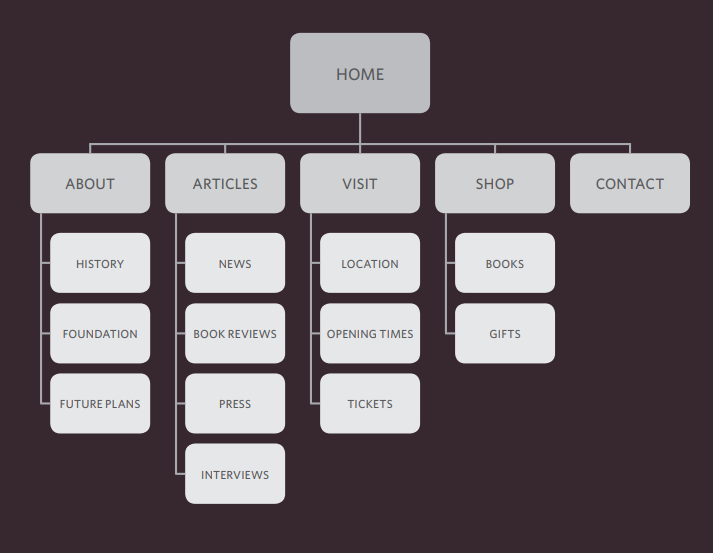 HOME
ABOUT
ARTICLES
VISIT
SHOP
CONTACT
HISTORY
NEWS
LOCATION
BOOKS
FOUNDATION
BOOK REVIEWS
OPENING TIMES
GIFTS
FUTURE PLANS
PRESS
TICKETS
INTERVIEWS